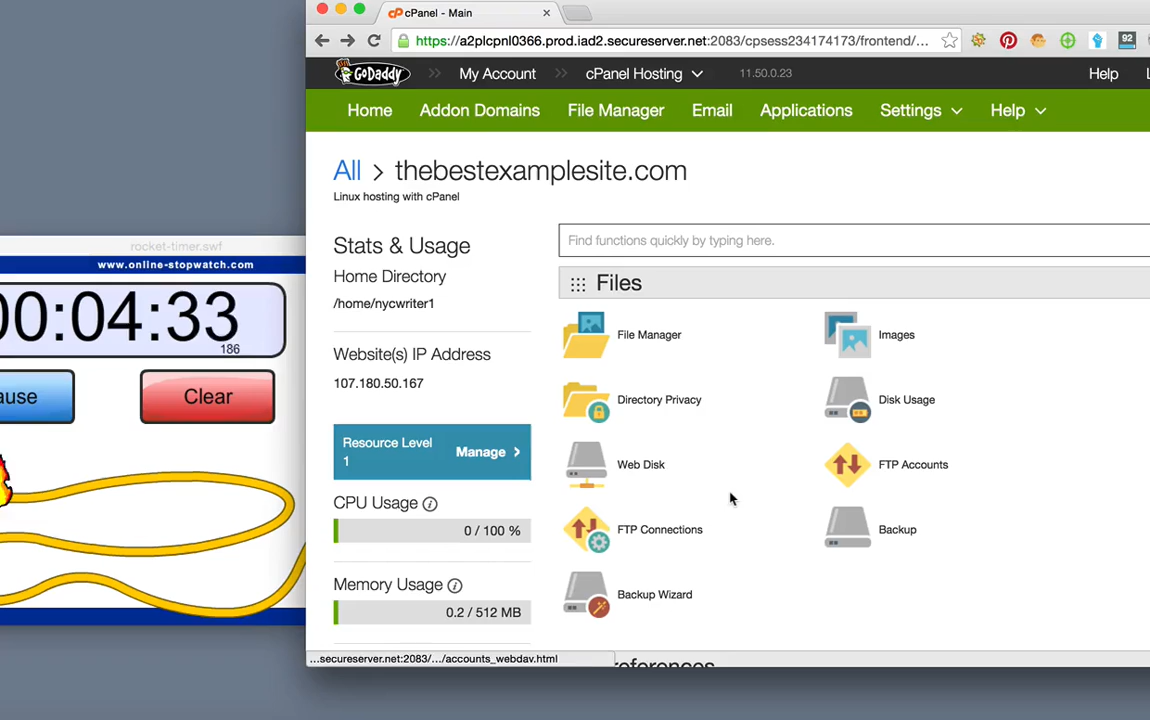 cPanel - Main
https://a2plcpnl0366.prod.iad2.secureserver.net:2083/cpsess234174173/frontend/...
92
GODADDY
My Account
cPanel Hosting
11.50.0.23
Help
Home
Addon Domains
File Manager
Email
Applications
Settings
Help
All > thebestexamplesite.com
Linux hosting with cPanel
rocket-timer.swf
www.online-stopwatch.com
00:04:33
186
ause
Clear
Stats & Usage
Home Directory
/home/nycwriter1
Website(s) IP Address
107.180.50.167
Resource Level
1
Manage >
CPU Usage
0 / 100 %
Memory Usage
0.2 / 512 MB
Find functions quickly by typing here.
Files
File Manager
Images
Directory Privacy
Disk Usage
Web Disk
FTP Accounts
FTP Connections
Backup
Backup Wizard
...secureserver.net:2083/.../accounts_webdav.html
references